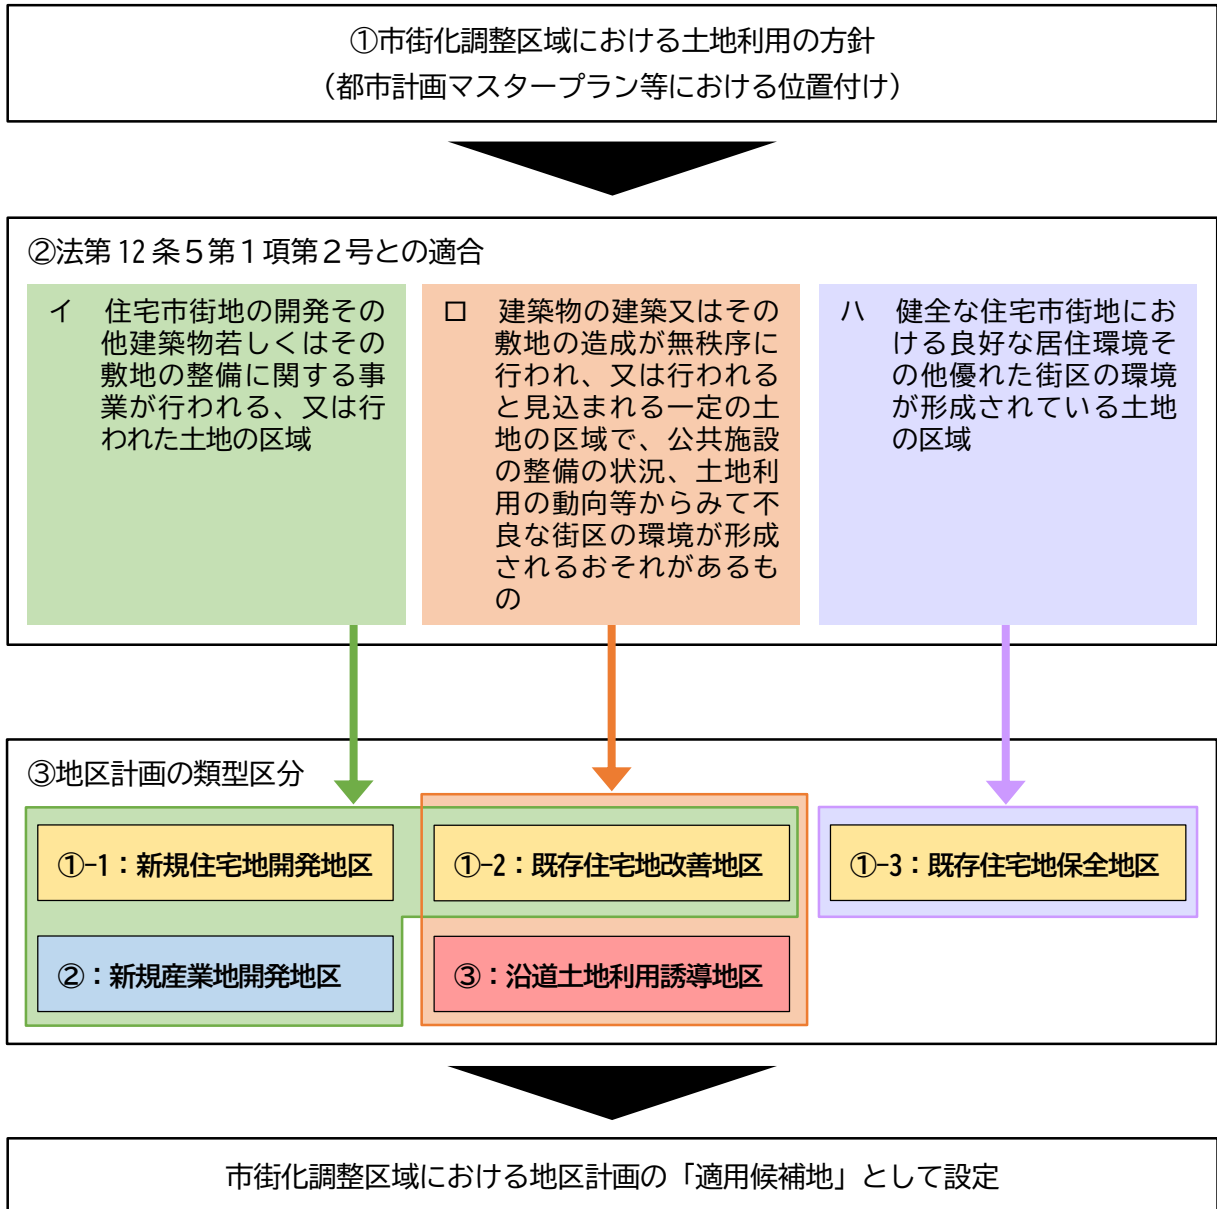 ①市街化調整区域における土地利用の方針
（都市計画マスタープラン等における位置付け）
②法第12条５第１項第２号との適合
イ　住宅市街地の開発その
他建築物若しくはその
敷地の整備に関する事
業が行われる、又は行
われた土地の区域
ロ　建築物の建築又はその
敷地の造成が無秩序に
行われ、又は行われる
と見込まれる一定の土
地の区域で、公共施設
の整備の状況、土地利
用の動向等からみて不
良な街区の環境が形成
されるおそれがあるも
の
ハ　健全な住宅市街地にお
ける良好な居住環境そ
の他優れた街区の環境
が形成されている土地
の区域
③地区計画の類型区分
①-1：新規住宅地開発地区
①-2：既存住宅地改善地区
①-3：既存住宅地保全地区
②：新規産業地開発地区
③：沿道土地利用誘導地区
市街化調整区域における地区計画の「適用候補地」として設定